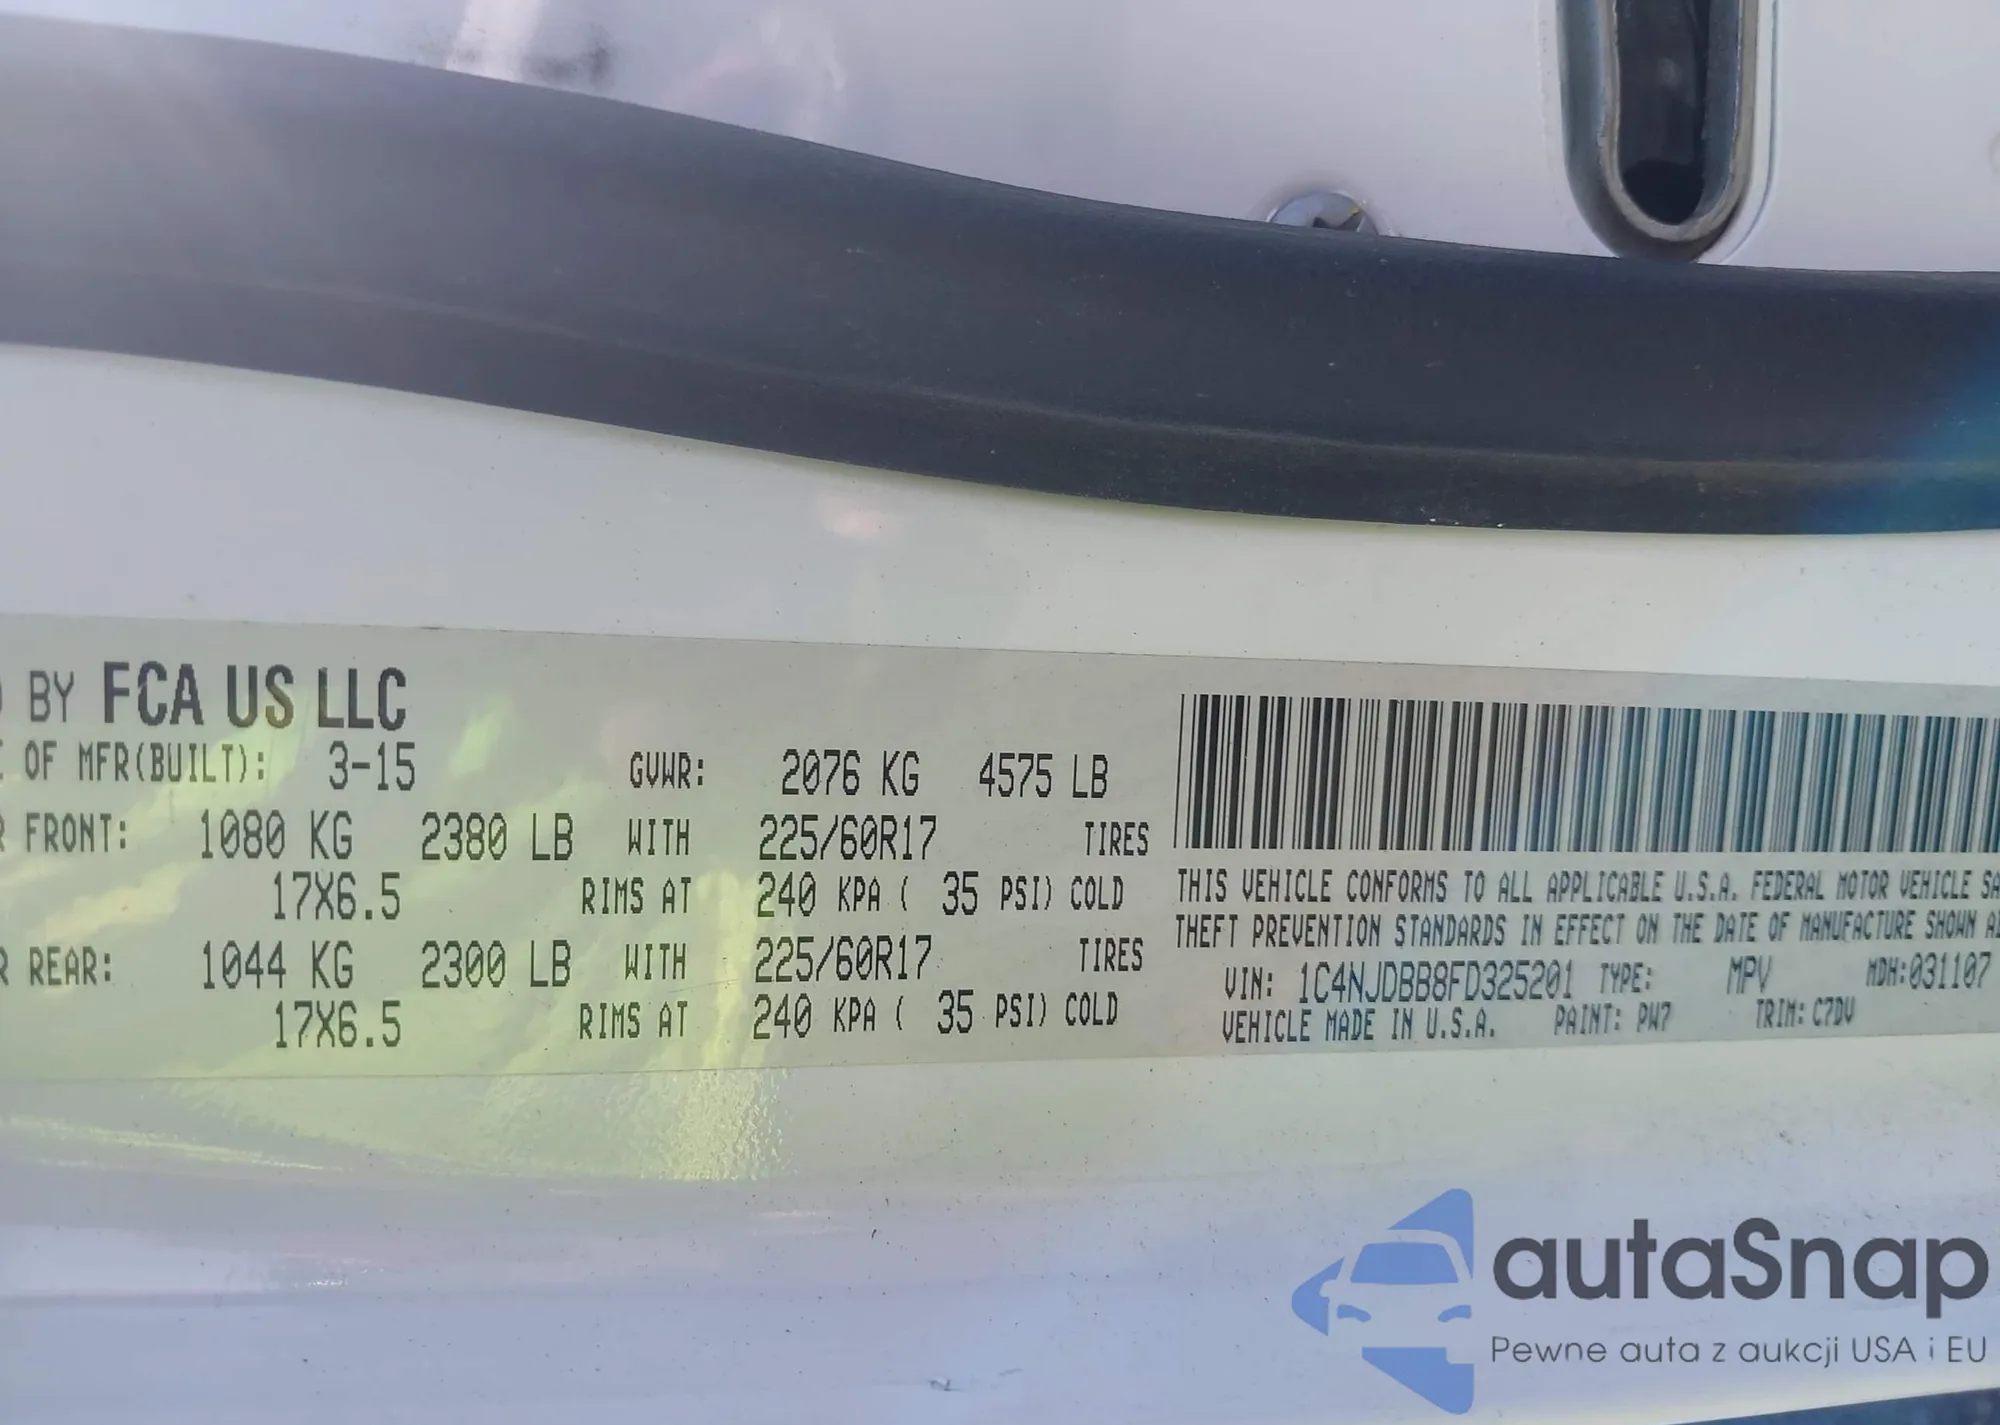 BY FCA US LLC
OF MFR(BUILT): 3-15 GVWR: 2076 KG 4575 LB
FRONT: 1080 KG 2380 LB WITH 225/60R17 TIRES
17X6.5 RIMS AT 240 KPA ( 35 PSI) COLD
REAR: 1044 KG 2300 LB WITH 225/60R17 TIRES
17X6.5 RIMS AT 240 KPA ( 35 PSI) COLD
THIS VEHICLE CONFORMS TO ALL APPLICABLE U.S.A. FEDERAL MOTOR VEHICLE SA
THEFT PREVENTION STANDARDS IN EFFECT ON THE DATE OF MANUFACTURE SHOWN
VIN: 1C4NJDBB8FD325201 TYPE: MPV MDH:031107
VEHICLE MADE IN U.S.A. PAINT: PW7 TRIM: C7DV
autaSnap
Pewne auta z aukcji USA i EU